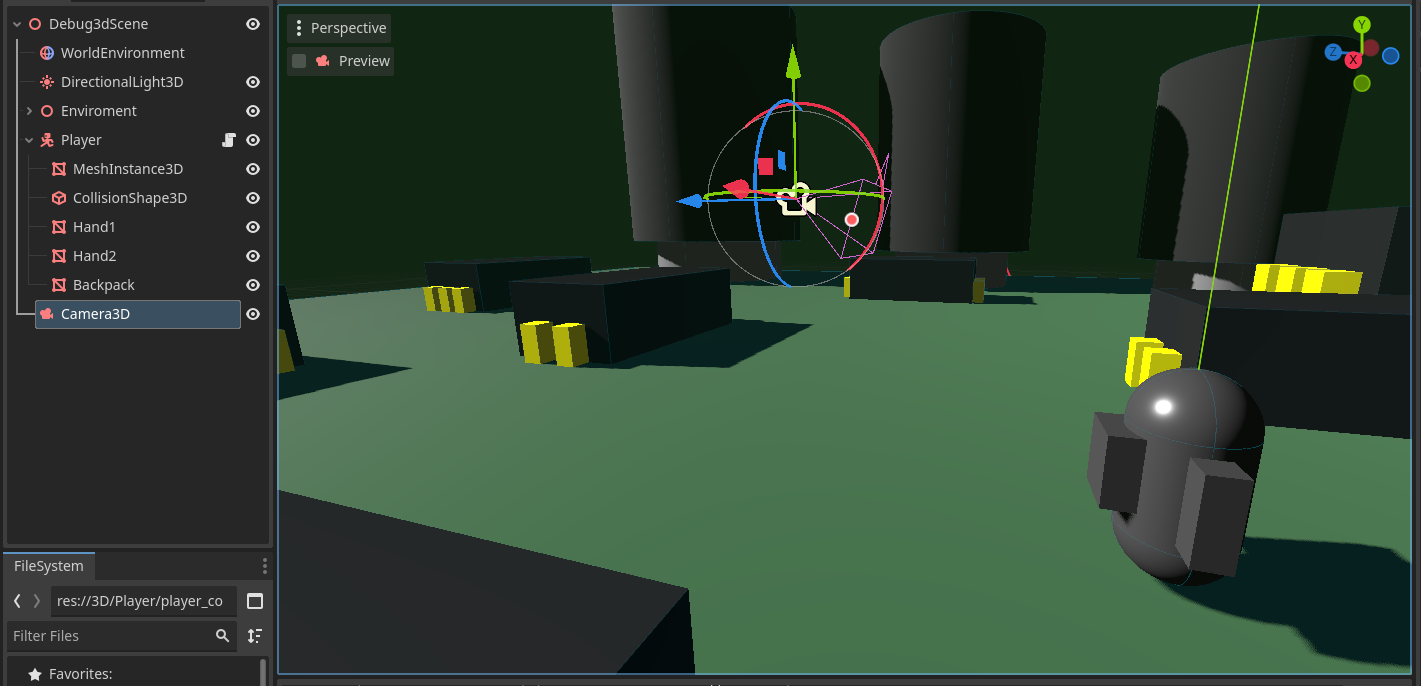 Debug3dScene
WorldEnvironment
DirectionalLight3D
Enviroment
Player
MeshInstance3D
CollisionShape3D
Hand1
Hand2
Backpack
Camera3D
FileSystem
res://3D/Player/player_co
Filter Files
Favorites:
Perspective
Preview
Y
Z
X